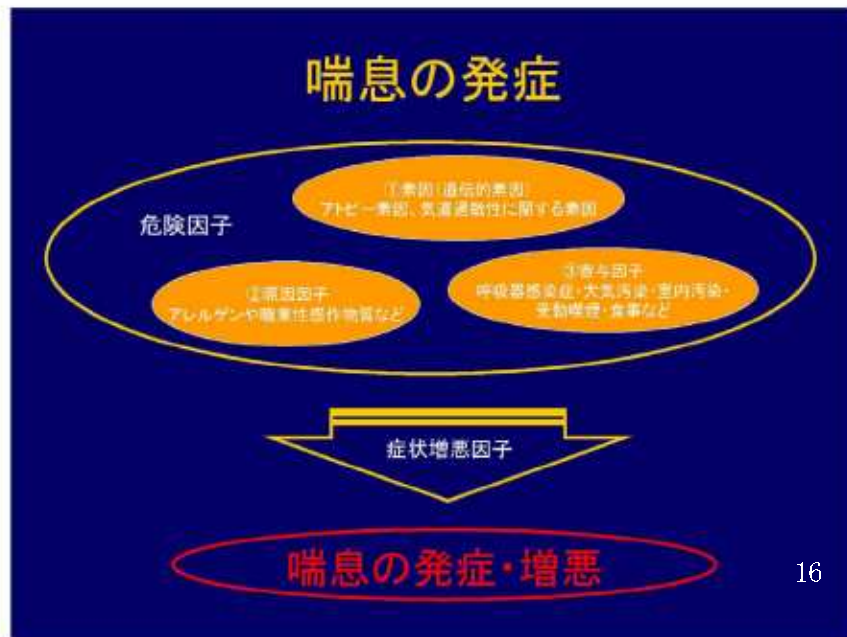 喘息の発症
危険因子
①素因(遺伝的素因)
アトピー素因、気道過敏性に関する素因
②原因因子
アレルゲンや職業性感作物質など
③寄与因子
呼吸器感染症・大気汚染・室内汚染・
受動喫煙・食事など
症状増悪因子
喘息の発症・増悪
16